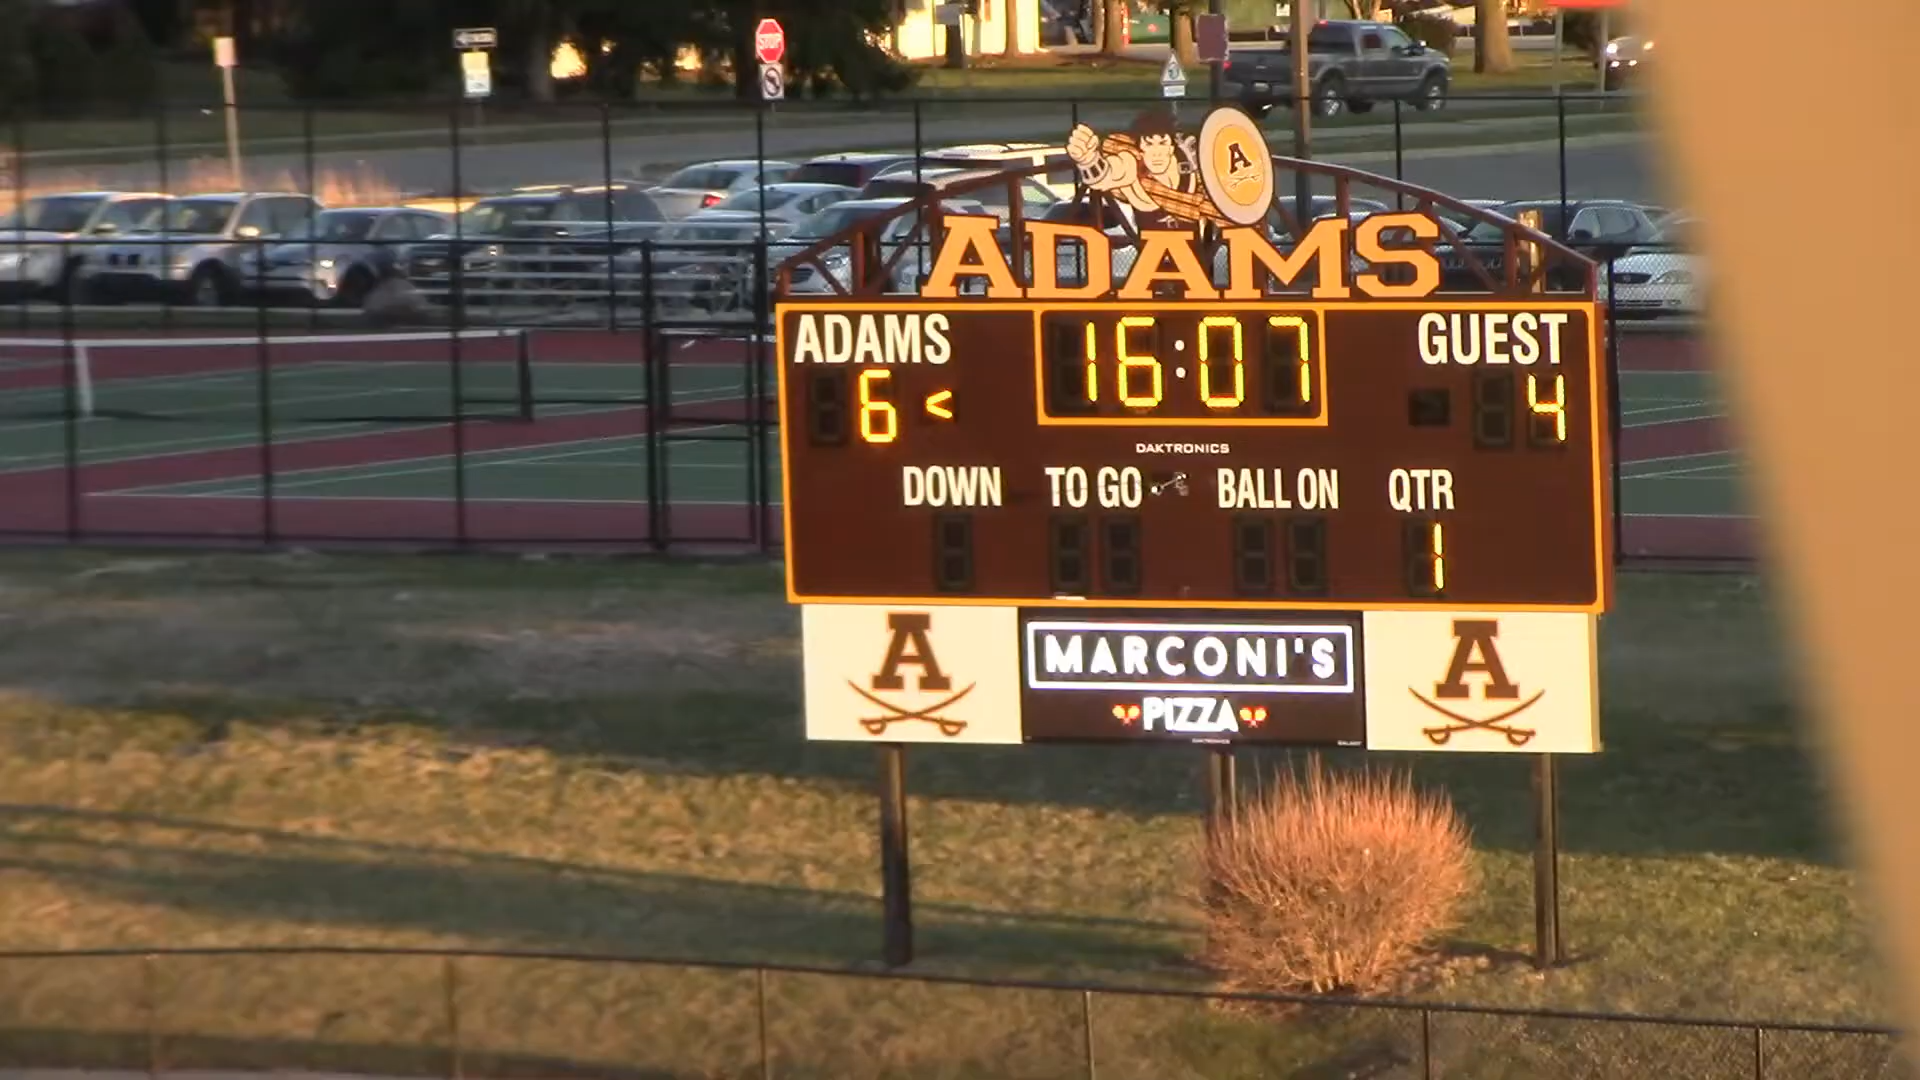 STOP
A
ADAMS
ADAMS 16:07 GUEST
6 < 4
DAKTRONICS
DOWN TO GO BALL ON QTR
1
A MARCONI'S A
PIZZA